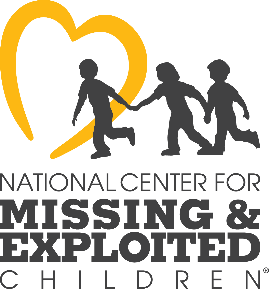 NATIONAL CENTER FOR
MISSING &
EXPLOITED
CHILDREN®